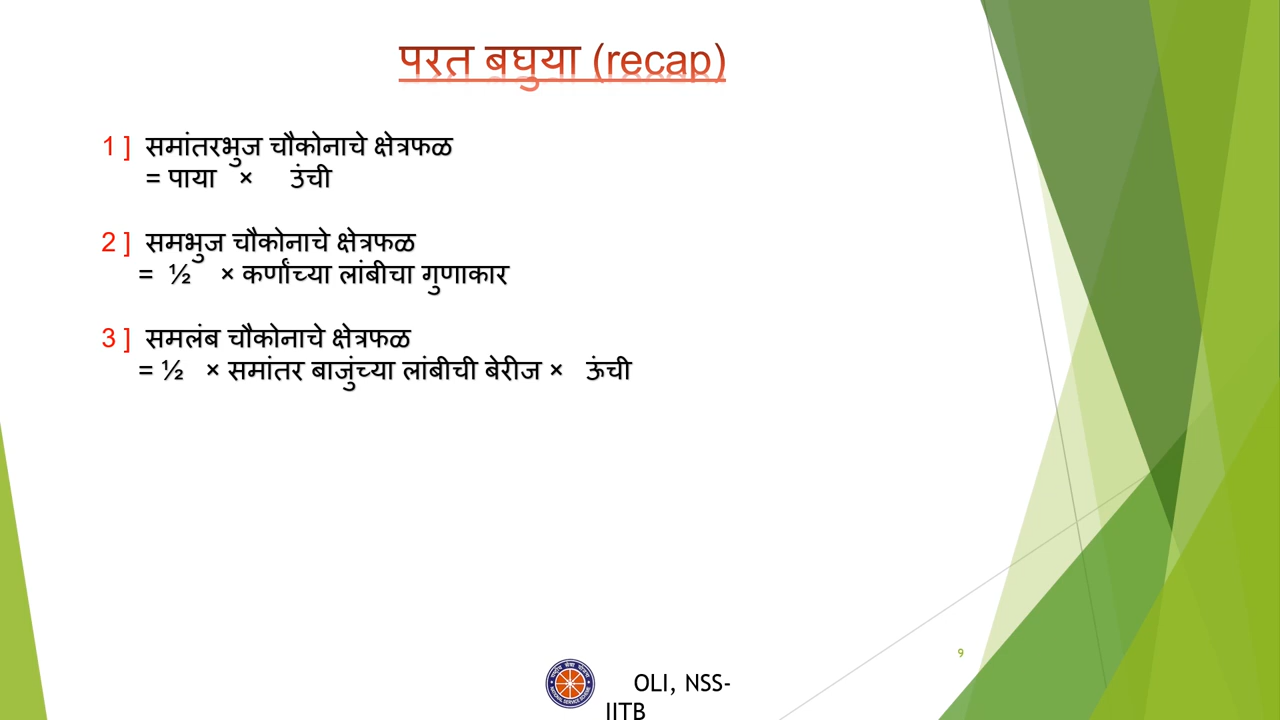 परत बघुया (recap)
1 ] समांतरभुज चौकोनाचे क्षेत्रफळ
= पाया × उंची
2 ] समभुज चौकोनाचे क्षेत्रफळ
= ½ × कर्णांच्या लांबीचा गुणाकार
3 ] समलंब चौकोनाचे क्षेत्रफळ
= ½ × समांतर बाजुंच्या लांबीची बेरीज × ऊंची
9
OLI, NSS-
IITB